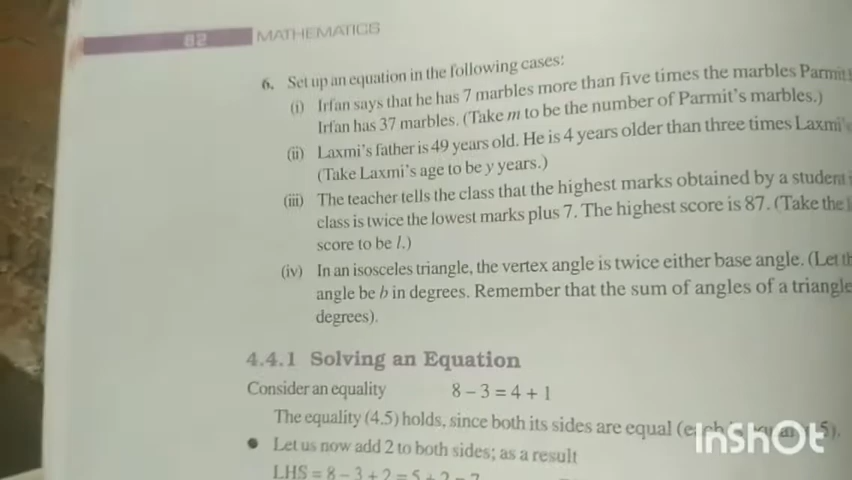 82 MATHEMATICS
6. Set up an equation in the following cases:
(i) Irfan says that he has 7 marbles more than five times the marbles Parmit
Irfan has 37 marbles. (Take m to be the number of Parmit's marbles.)
(ii) Laxmi's father is 49 years old. He is 4 years older than three times Laxmi's
(Take Laxmi's age to be y years.)
(iii) The teacher tells the class that the highest marks obtained by a student
class is twice the lowest marks plus 7. The highest score is 87. (Take the
score to be l.)
(iv) In an isosceles triangle, the vertex angle is twice either base angle. (Let
angle be b in degrees. Remember that the sum of angles of a triangle
degrees).
4.4.1 Solving an Equation
Consider an equality 8 – 3 = 4 + 1
The equality (4.5) holds, since both its sides are equal
InShOt
● Let us now add 2 to both sides; as a result
LHS = 8 – 3 + 2 = 5 + 2 = 7